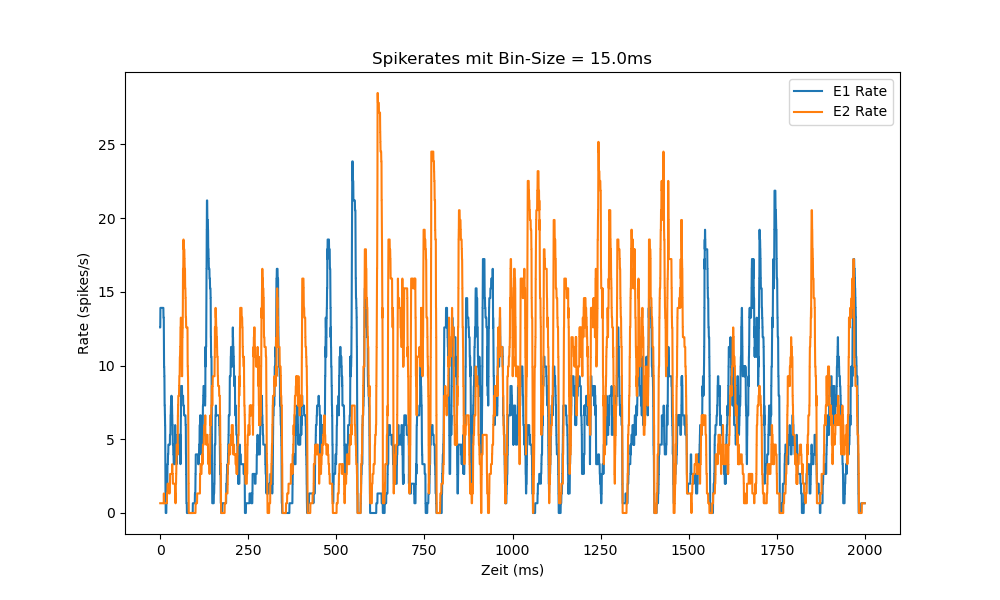 Spikerates mit Bin-Size = 15.0ms
E1 Rate
E2 Rate
Rate (spikes/s)
25
20
15
10
5
0
0 250 500 750 1000 1250 1500 1750 2000
Zeit (ms)